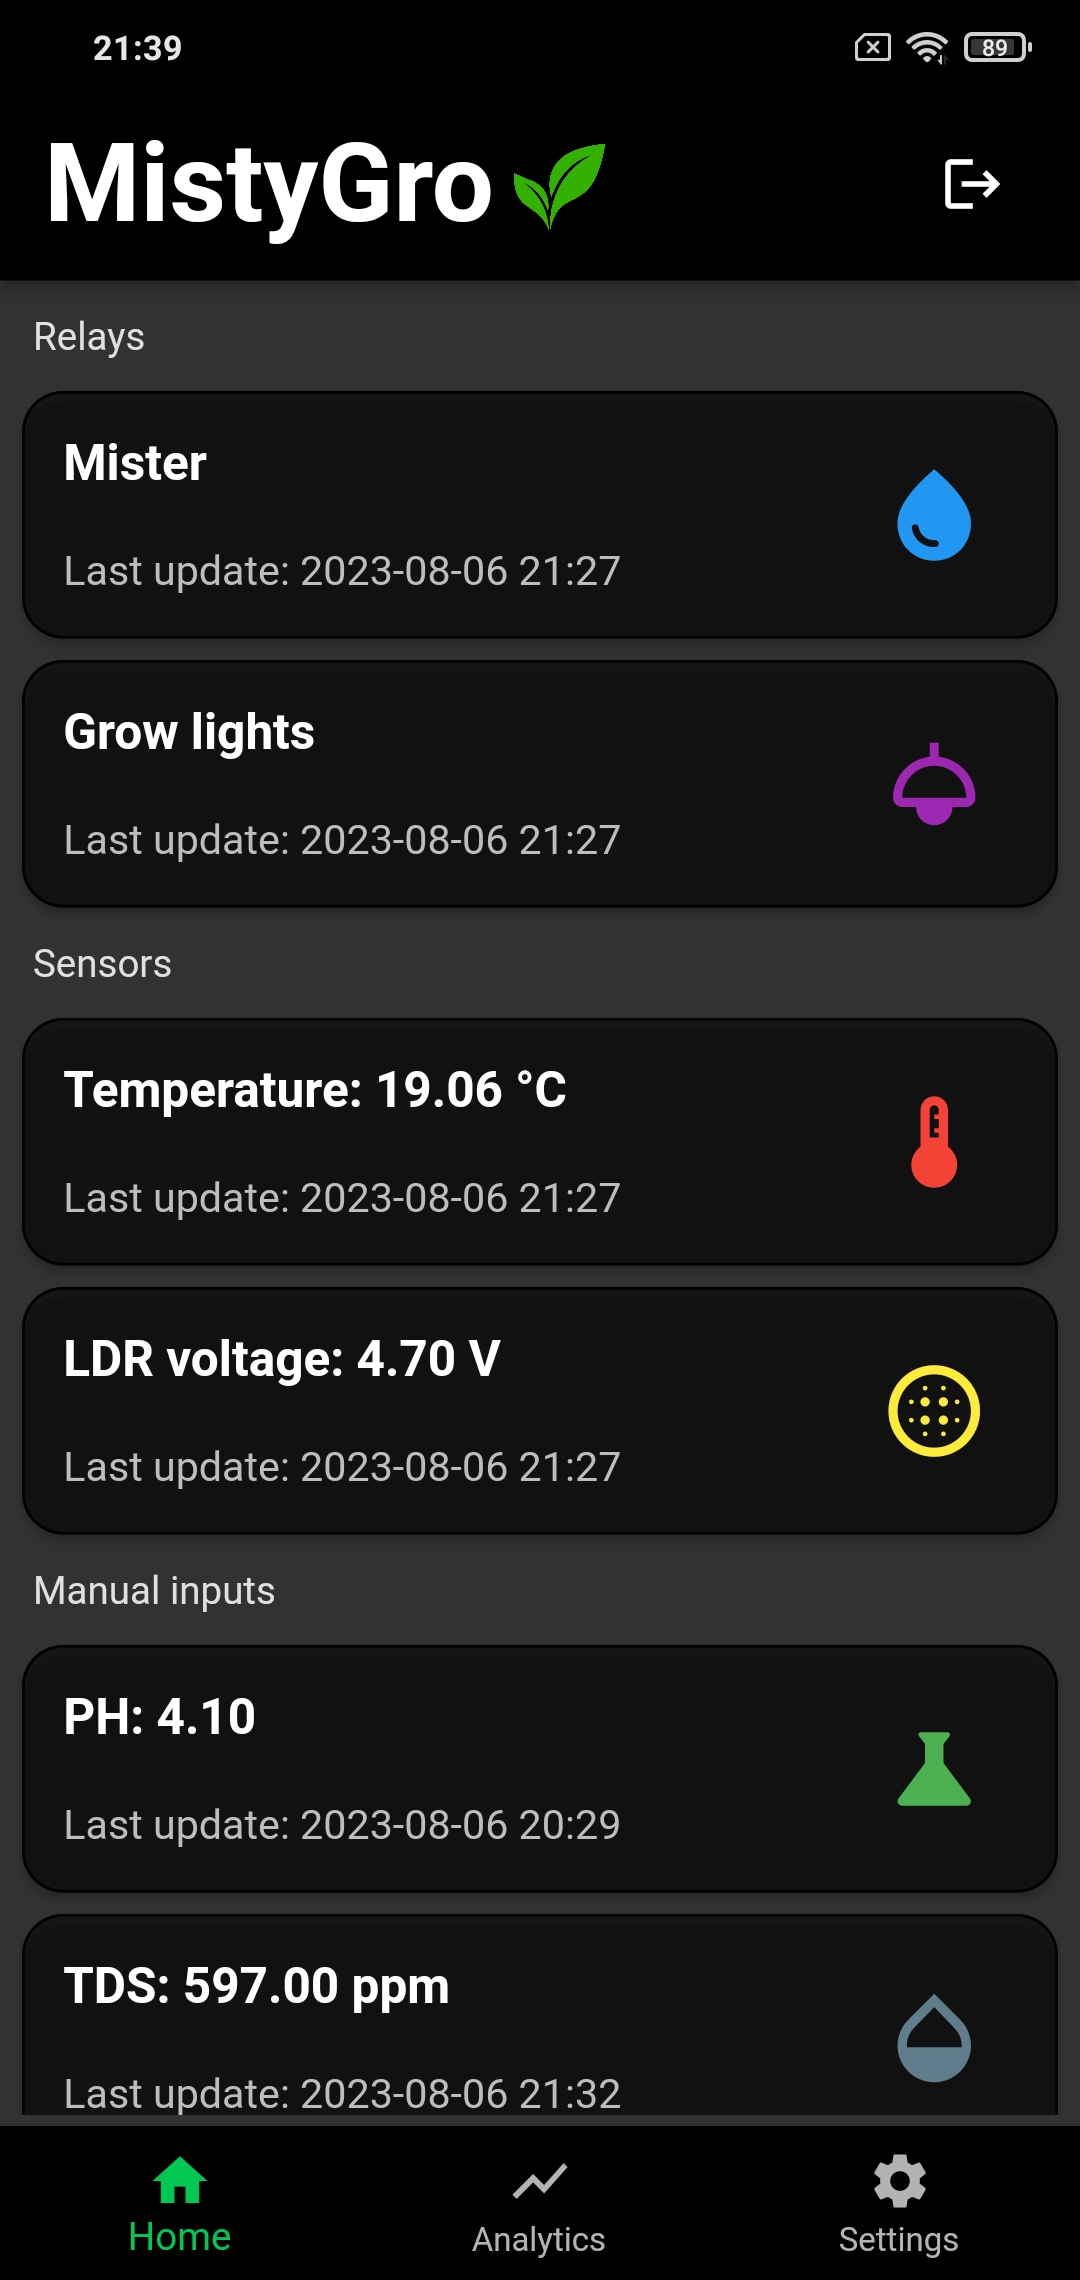 21:39
89
MistyGro
Relays
Mister
Last update: 2023-08-06 21:27
Grow lights
Last update: 2023-08-06 21:27
Sensors
Temperature: 19.06 °C
Last update: 2023-08-06 21:27
LDR voltage: 4.70 V
Last update: 2023-08-06 21:27
Manual inputs
PH: 4.10
Last update: 2023-08-06 20:29
TDS: 597.00 ppm
Last update: 2023-08-06 21:32
Home
Analytics
Settings